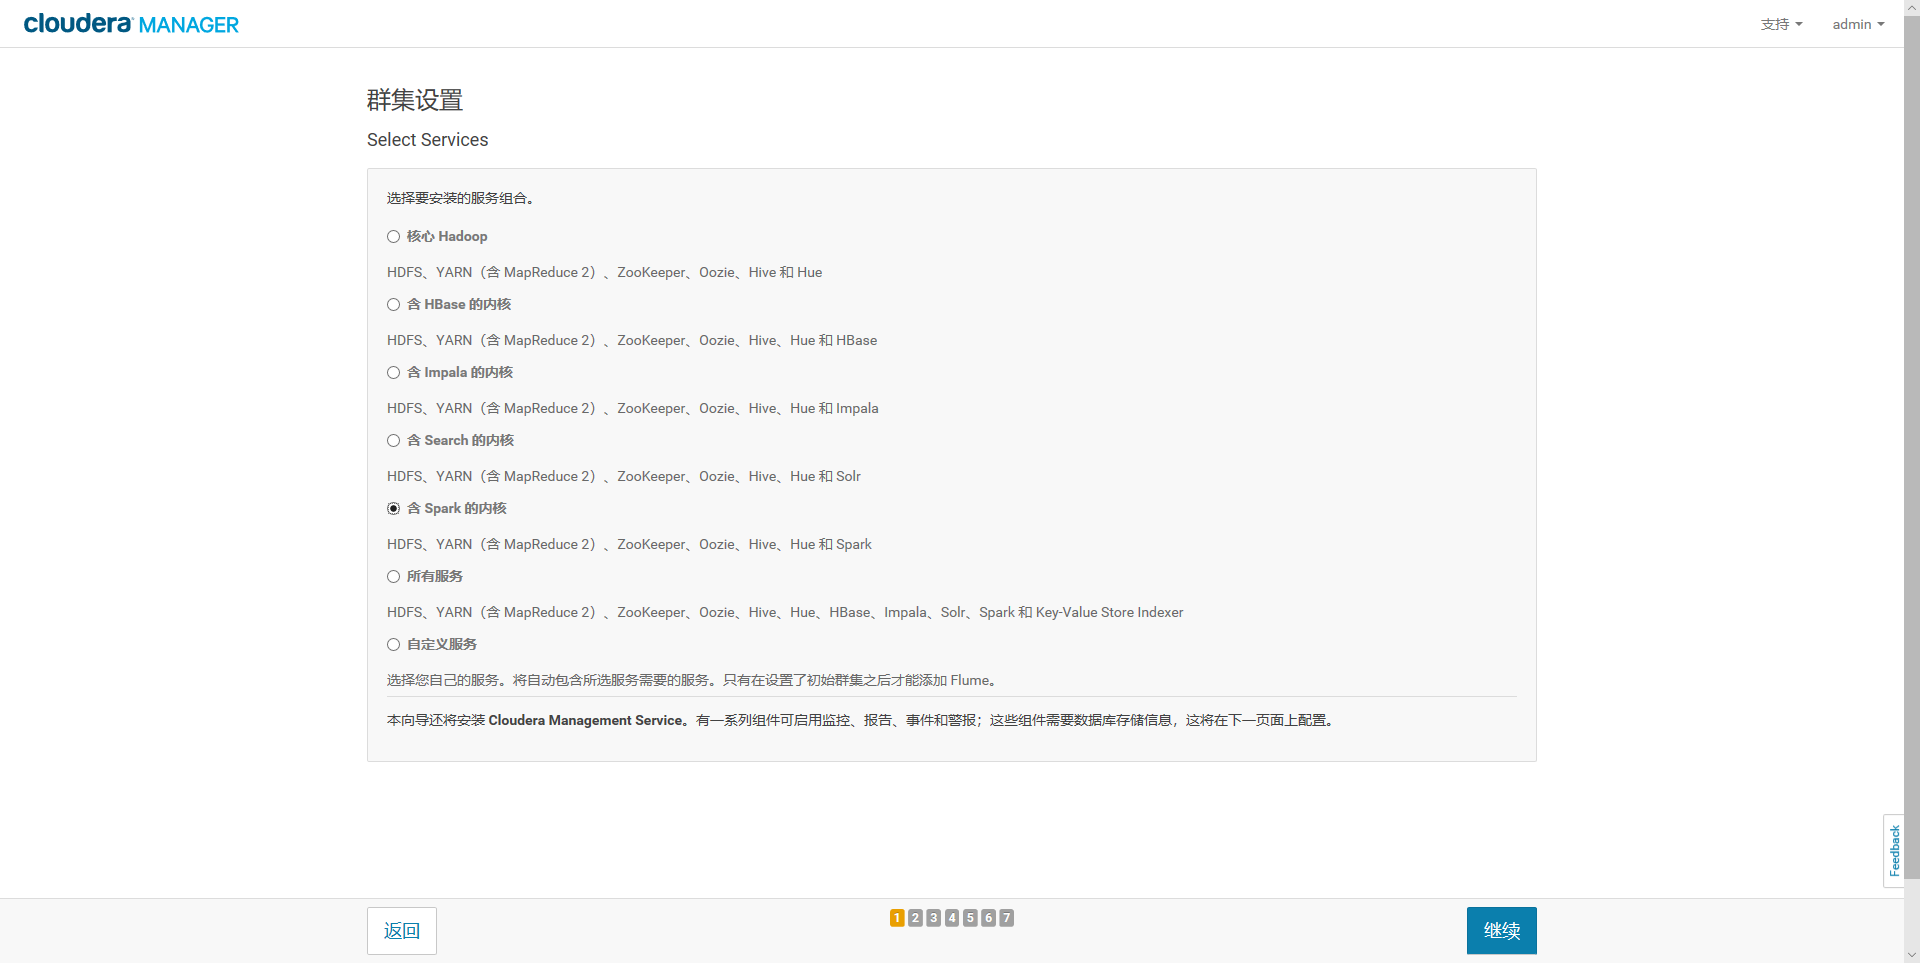 cloudera MANAGER
支持
admin
群集设置
Select Services
选择要安装的服务组合。
核心 Hadoop
HDFS、YARN（含 MapReduce 2）、ZooKeeper、Oozie、Hive 和 Hue
含 HBase 的内核
HDFS、YARN（含 MapReduce 2）、ZooKeeper、Oozie、Hive、Hue 和 HBase
含 Impala 的内核
HDFS、YARN（含 MapReduce 2）、ZooKeeper、Oozie、Hive、Hue 和 Impala
含 Search 的内核
HDFS、YARN（含 MapReduce 2）、ZooKeeper、Oozie、Hive、Hue 和 Solr
含 Spark 的内核
HDFS、YARN（含 MapReduce 2）、ZooKeeper、Oozie、Hive、Hue 和 Spark
所有服务
HDFS、YARN（含 MapReduce 2）、ZooKeeper、Oozie、Hive、Hue、HBase、Impala、Solr、Spark 和 Key-Value Store Indexer
自定义服务
选择您自己的服务。将自动包含所选服务需要的服务。只有在设置了初始群集之后才能添加 Flume。
本向导还将安装 Cloudera Management Service。有一系列组件可启用监控、报告、事件和警报；这些组件需要数据库存储信息，这将在下一页面上配置。
Feedback
返回
1 2 3 4 5 6 7
继续